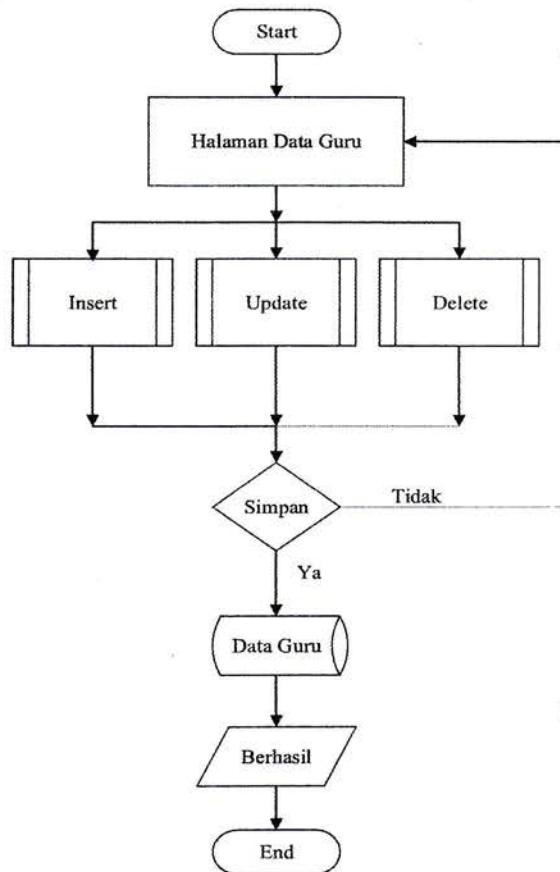 Start
Halaman Data Guru
Insert
Update
Delete
Simpan
Tidak
Ya
Data Guru
Berhasil
End